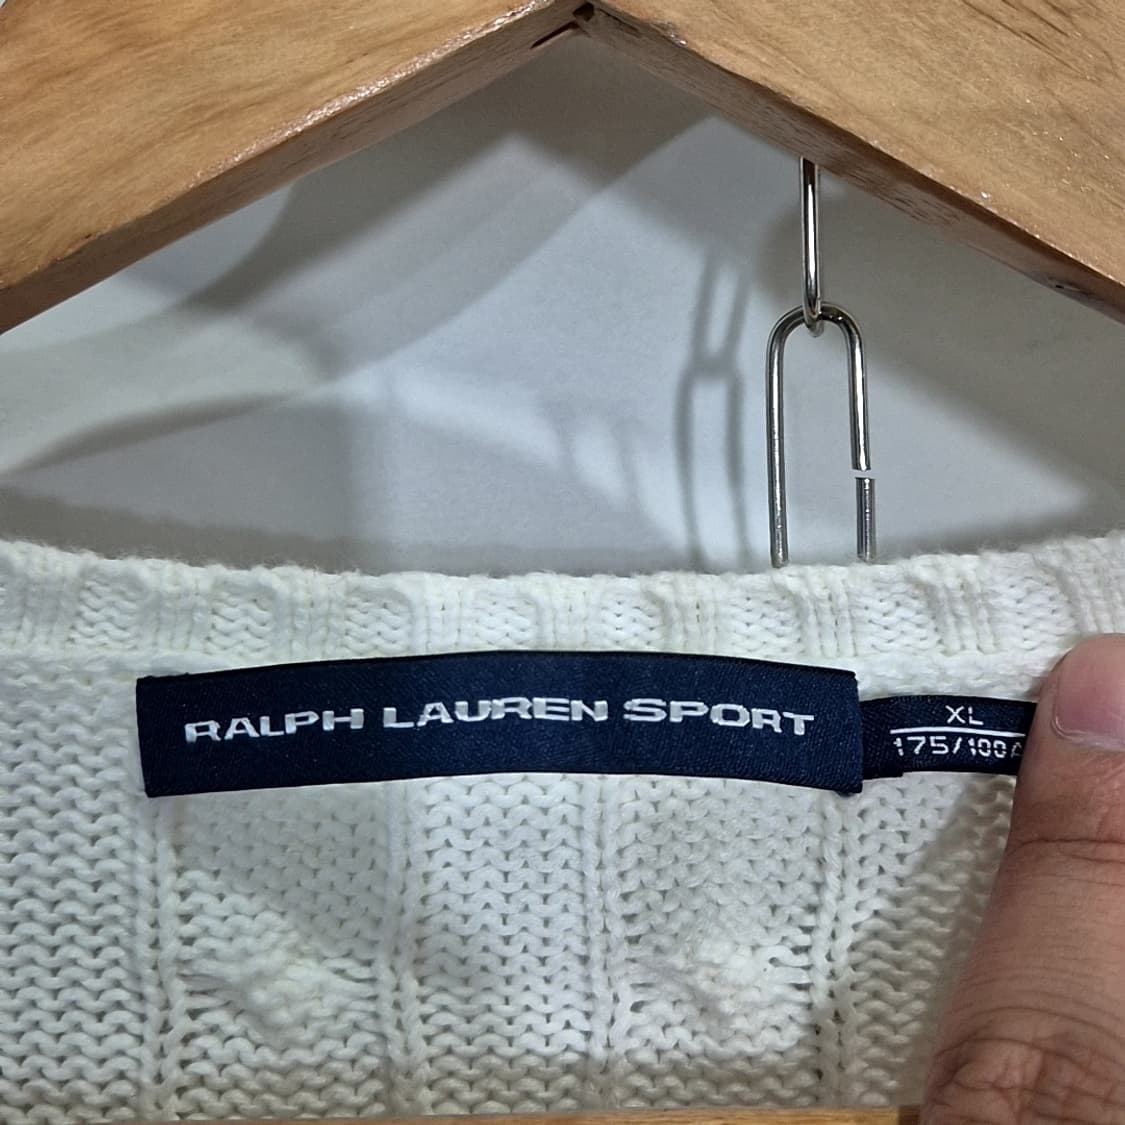 RALPH LAUREN SPORT
XL
175/100A